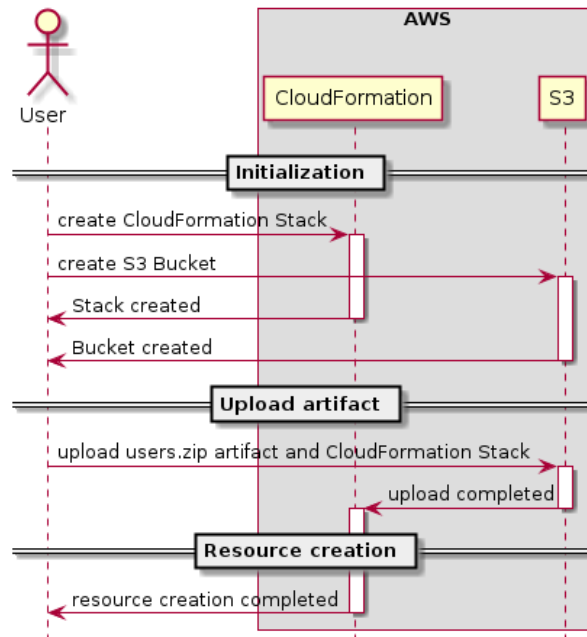 AWS
User
CloudFormation
S3
Initialization
create CloudFormation Stack
create S3 Bucket
Stack created
Bucket created
Upload artifact
upload users.zip artifact and CloudFormation Stack
upload completed
Resource creation
resource creation completed